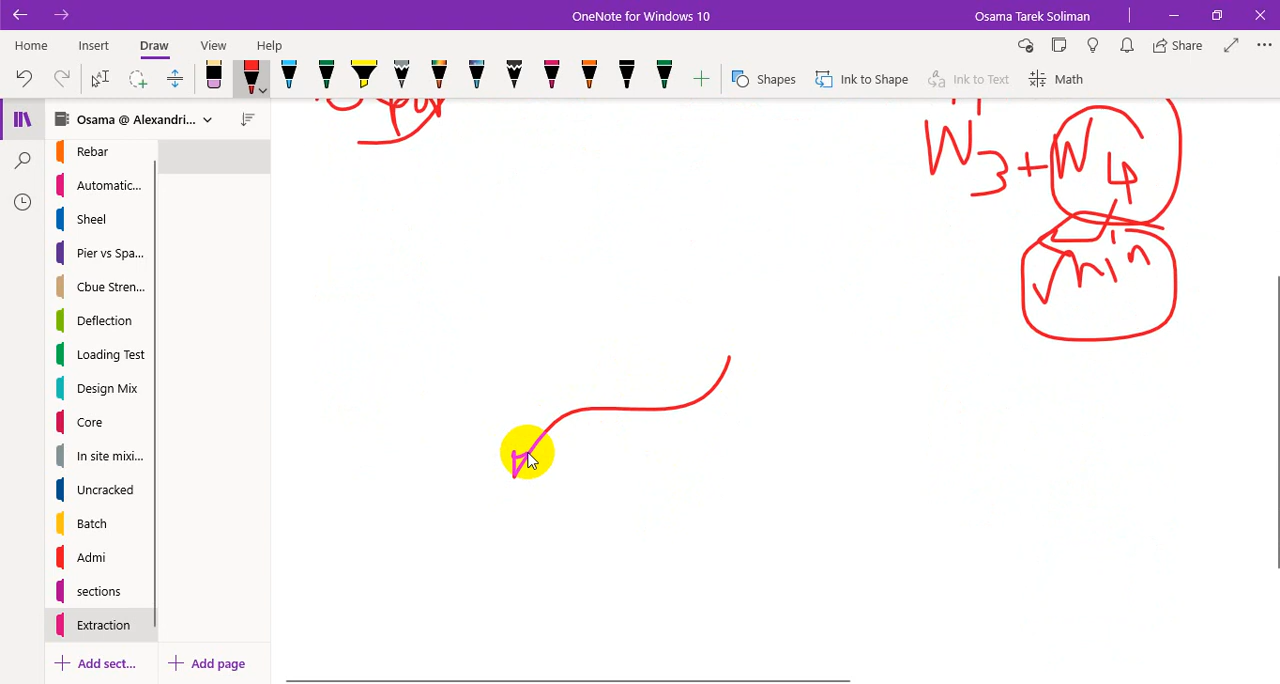 OneNote for Windows 10
Osama Tarek Soliman
Home Insert Draw View Help
Share
Shapes Ink to Shape Ink to Text Math
Osama @ Alexandri...
Rebar
Automatic...
Sheel
Pier vs Spa...
Cbue Stren...
Deflection
Loading Test
Design Mix
Core
In site mixi...
Uncracked
Batch
Admi
sections
Extraction
Add sect... Add page
W3 + W4
min